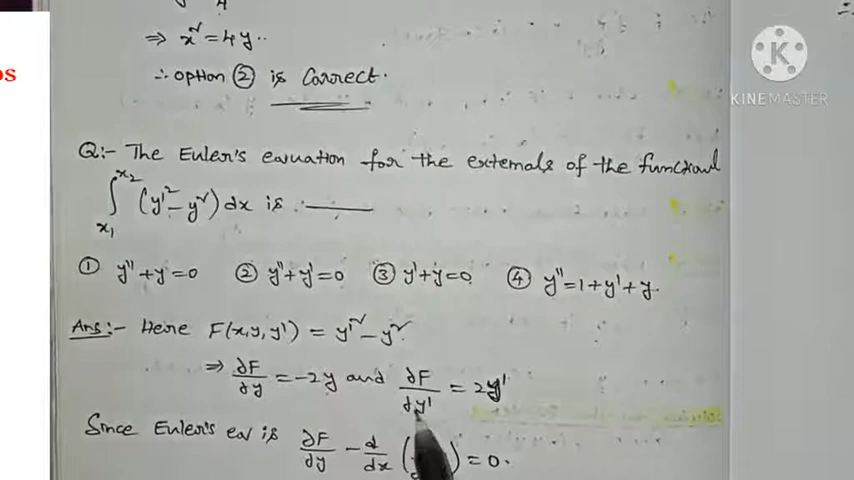 ⇒ x² = 4y.
os
∴ option ② is Correct.
KINEMASTER
Q:- The Euler's equation for the extemals of the functional
∫x₁^x₂ (y'² - y²) dx is ———
① y'' + y = 0 ② y'' + y' = 0 ③ y' + y = 0 ④ y'' = 1 + y' + y.
Ans:- Here F(x, y, y') = y'² - y²
⇒ ∂F/∂y = -2y and ∂F/∂y' = 2y'
Since Euler's eq is ∂F/∂y - d/dx ( ) = 0.